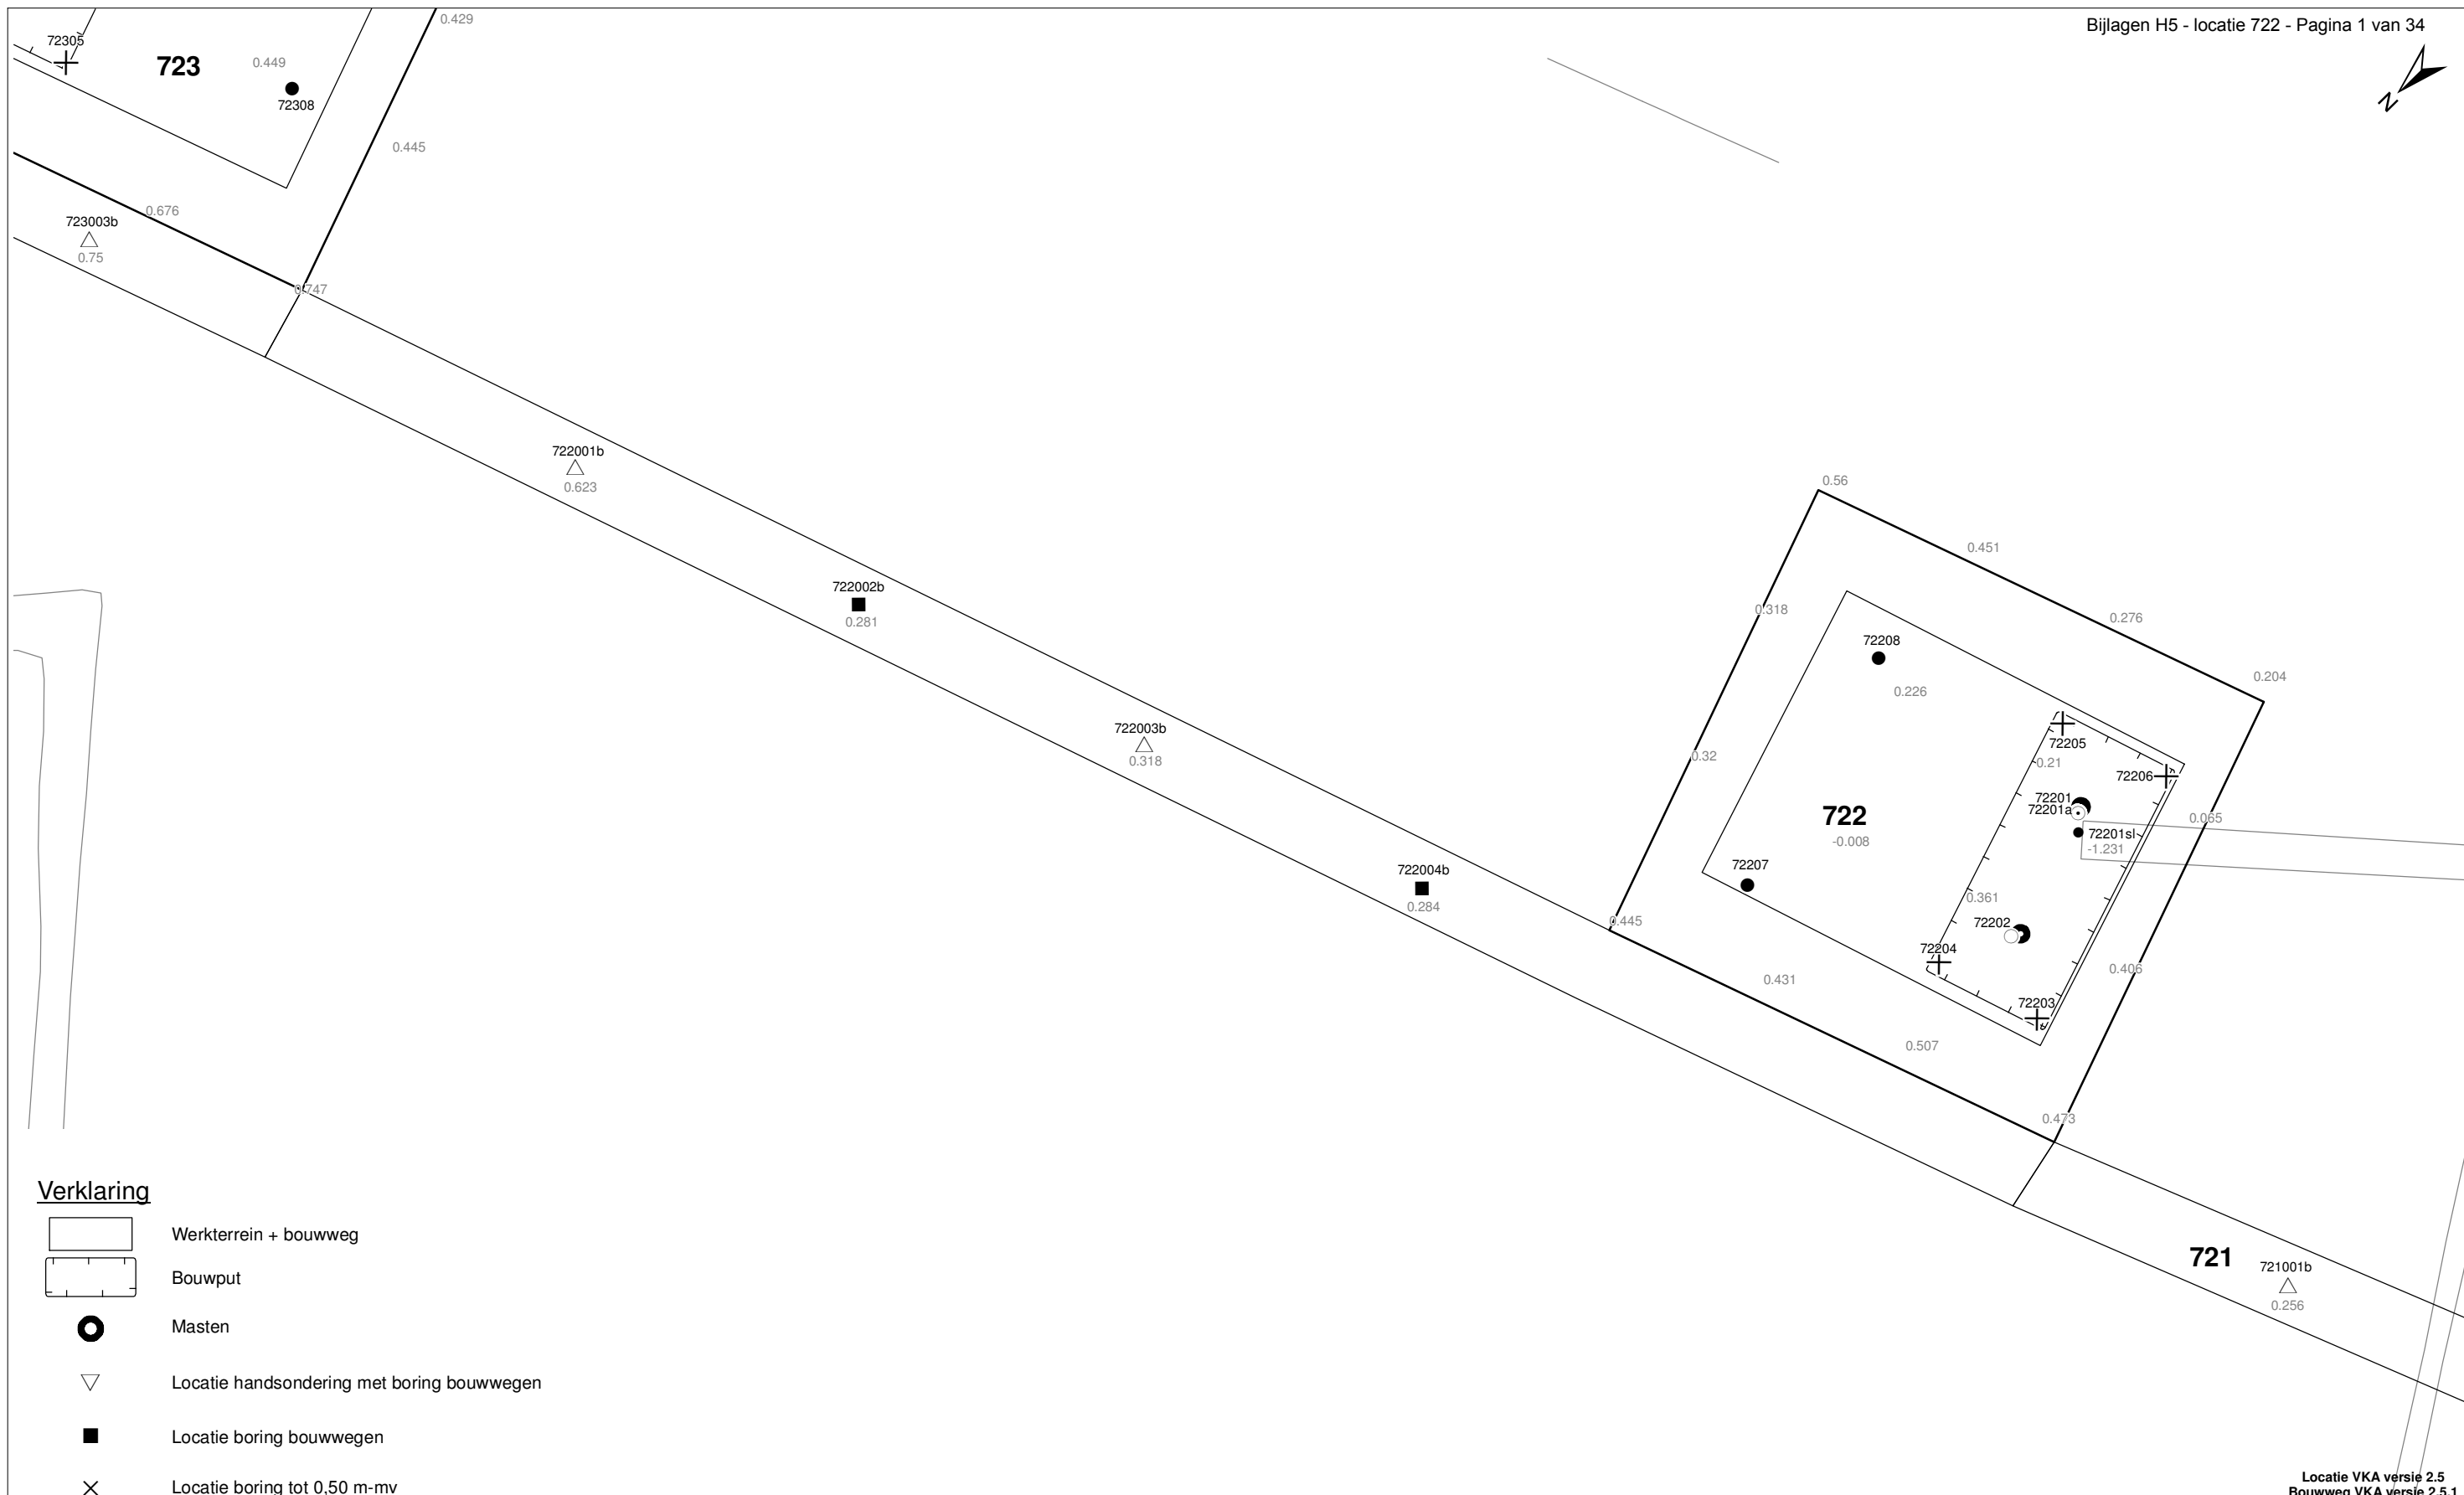 Bijlagen H5 - locatie 722 - Pagina 1 van 34
N
0.429
72305
723
0.449
72308
0.445
0.676
723003b
0.75
0.747
722001b
0.623
722002b
0.281
722003b
0.318
722004b
0.284
0.56
0.451
0.318
0.276
72208
0.226
0.204
0.32
72205
0.21
72206
72201
72201a
722
-0.008
72201sl
-1.231
0.065
72207
0.361
72202
0.445
72204
0.431
0.406
72203
0.507
0.473
721
721001b
0.256
Verklaring
Werkterrein + bouwweg
Bouwput
Masten
Locatie handsondering met boring bouwwegen
Locatie boring bouwwegen
Locatie boring tot 0,50 m-mv
Locatie VKA versie 2.5
Bouwweg VKA versie 2.5.1